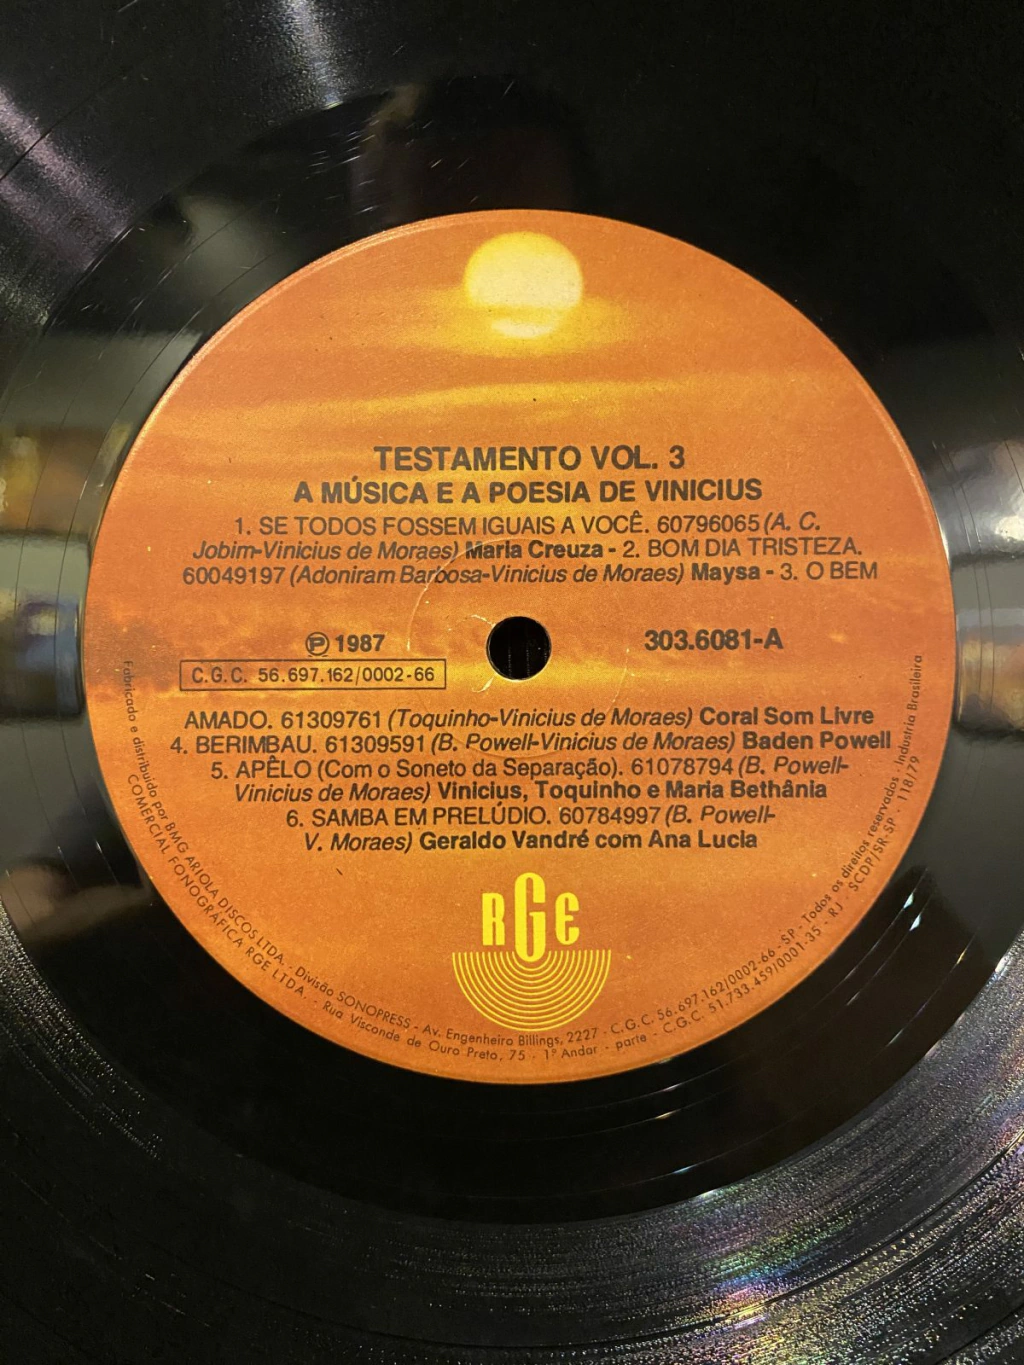 TESTAMENTO VOL. 3
A MÚSICA E A POESIA DE VINICIUS
1. SE TODOS FOSSEM IGUAIS A VOCÊ. 60796065 (A. C.
Jobim-Vinicius de Moraes) Maria Creuza - 2. BOM DIA TRISTEZA.
60049197 (Adoniram Barbosa-Vinicius de Moraes) Maysa - 3. O BEM
℗ 1987
303.6081-A
C.G.C. 56.697.162/0002-66
AMADO. 61309761 (Toquinho-Vinicius de Moraes) Coral Som Livre
4. BERIMBAU. 61309591 (B. Powell-Vinicius de Moraes) Baden Powell
5. APÊLO (Com o Soneto da Separação). 61078794 (B. Powell-
Vinicius de Moraes) Vinicius, Toquinho e Maria Bethânia
6. SAMBA EM PRELÚDIO. 60784997 (B. Powell-
V. Moraes) Geraldo Vandré com Ana Lucia
RGE
Fabricado e distribuído por BMG ARIOLA DISCOS LTDA. - Divisão SONOPRESS - Av. Engenheiro Billings, 2227 - C.G.C. 56.697.162/0002-66 - SP - Todos os direitos reservados - Industria Brasileira
COMERCIAL FONOGRÁFICA RGE LTDA. - Rua Visconde de Ouro Preto, 75 - 1º Andar - parte - C.G.C. 51.733.459/0001-35 - RJ - SCDP/SR-SP - 118/79